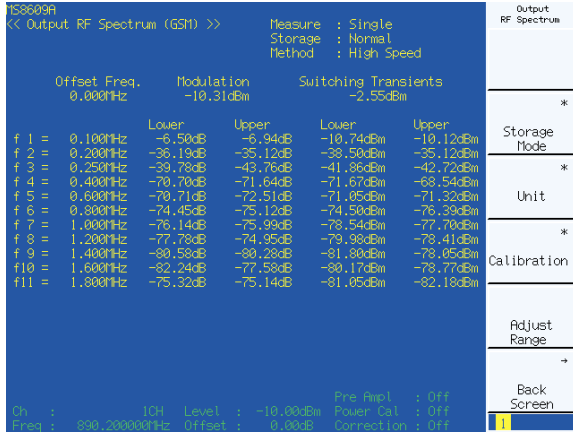 MS8609A
<< Output RF Spectrum (GSM) >> Measure : Single
Storage : Normal
Method : High Speed
Offset Freq. Modulation Switching Transients
0.000MHz -10.31dBm -2.55dBm
Lower Upper Lower Upper
f 1 = 0.100MHz -6.50dB -6.94dB -10.74dBm -10.12dBm
f 2 = 0.200MHz -36.19dB -35.12dB -38.50dBm -35.12dBm
f 3 = 0.250MHz -39.78dB -43.76dB -41.86dBm -42.72dBm
f 4 = 0.400MHz -70.70dB -71.64dB -71.67dBm -68.54dBm
f 5 = 0.600MHz -70.71dB -72.51dB -71.05dBm -71.32dBm
f 6 = 0.800MHz -74.45dB -75.12dB -74.50dBm -76.39dBm
f 7 = 1.000MHz -76.14dB -75.99dB -78.54dBm -77.70dBm
f 8 = 1.200MHz -77.78dB -74.95dB -79.98dBm -78.41dBm
f 9 = 1.400MHz -80.58dB -80.28dB -81.80dBm -78.05dBm
f10 = 1.600MHz -82.24dB -77.58dB -80.17dBm -78.77dBm
f11 = 1.800MHz -75.32dB -75.14dB -81.05dBm -82.18dBm
Pre Ampl : Off
Ch : 1CH Level : -10.00dBm Power Cal : Off
Freq : 890.200000MHz Offset : 0.00dB Correction : Off
Output
RF Spectrum
*
Storage
Mode
*
Unit
*
Calibration
Adjust
Range
→
Back
Screen
1